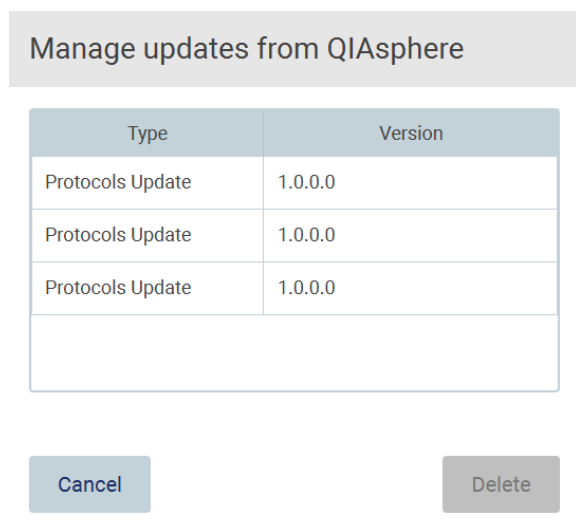 Manage updates from QIAsphere
Type Version
Protocols Update 1.0.0.0
Protocols Update 1.0.0.0
Protocols Update 1.0.0.0
Cancel Delete